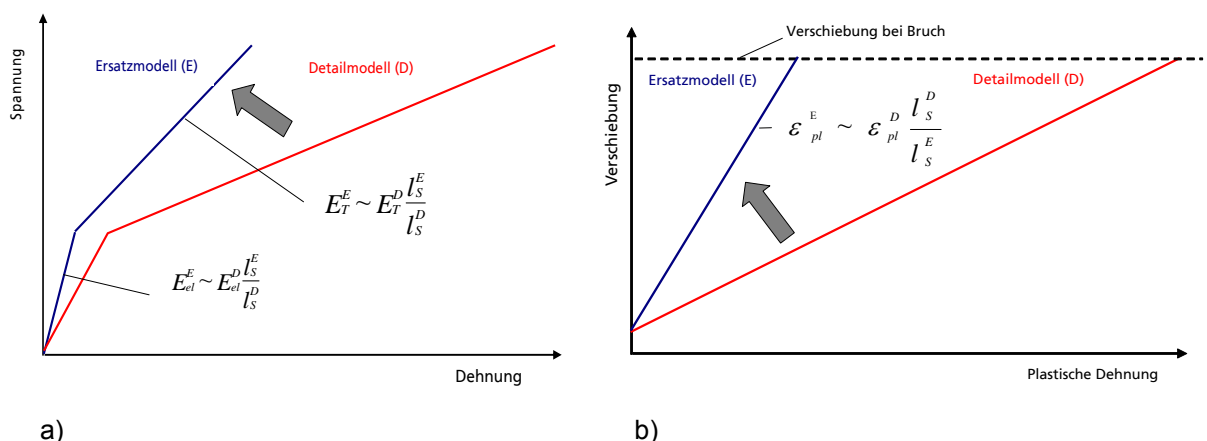 Spannung
Ersatzmodell (E)
Detailmodell (D)
E_T^E ~ E_T^D l_S^E / l_S^D
E_el^E ~ E_el^D l_S^E / l_S^D
Dehnung
a)
Verschiebung
Verschiebung bei Bruch
Ersatzmodell (E)
Detailmodell (D)
ε_pl^E ~ ε_pl^D l_S^D / l_S^E
Plastische Dehnung
b)